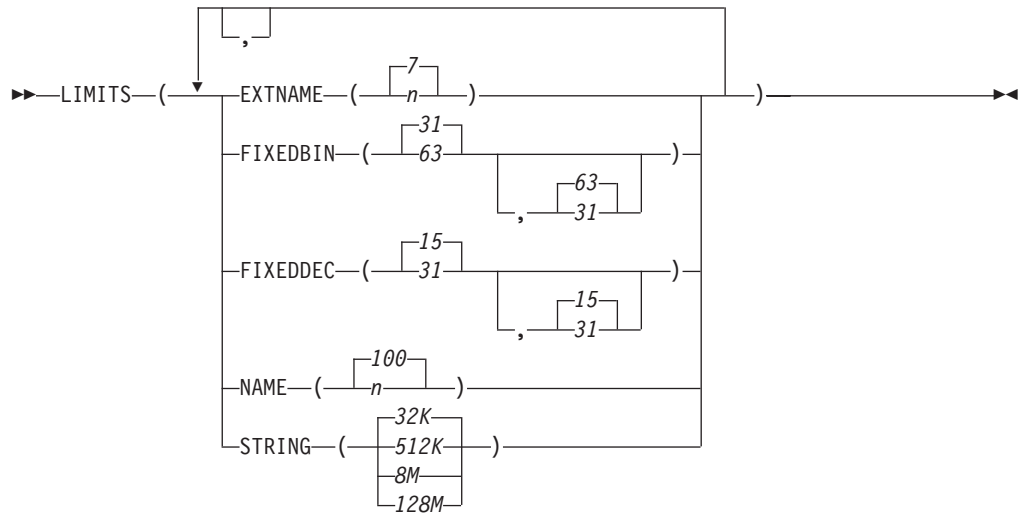 ,
7
LIMITS ( EXTNAME ( n ) )
31
FIXEDBIN ( 63 )
63
, 31
15
FIXEDDEC ( 31 )
15
, 31
100
NAME ( n )
32K
STRING ( 512K )
8M
128M